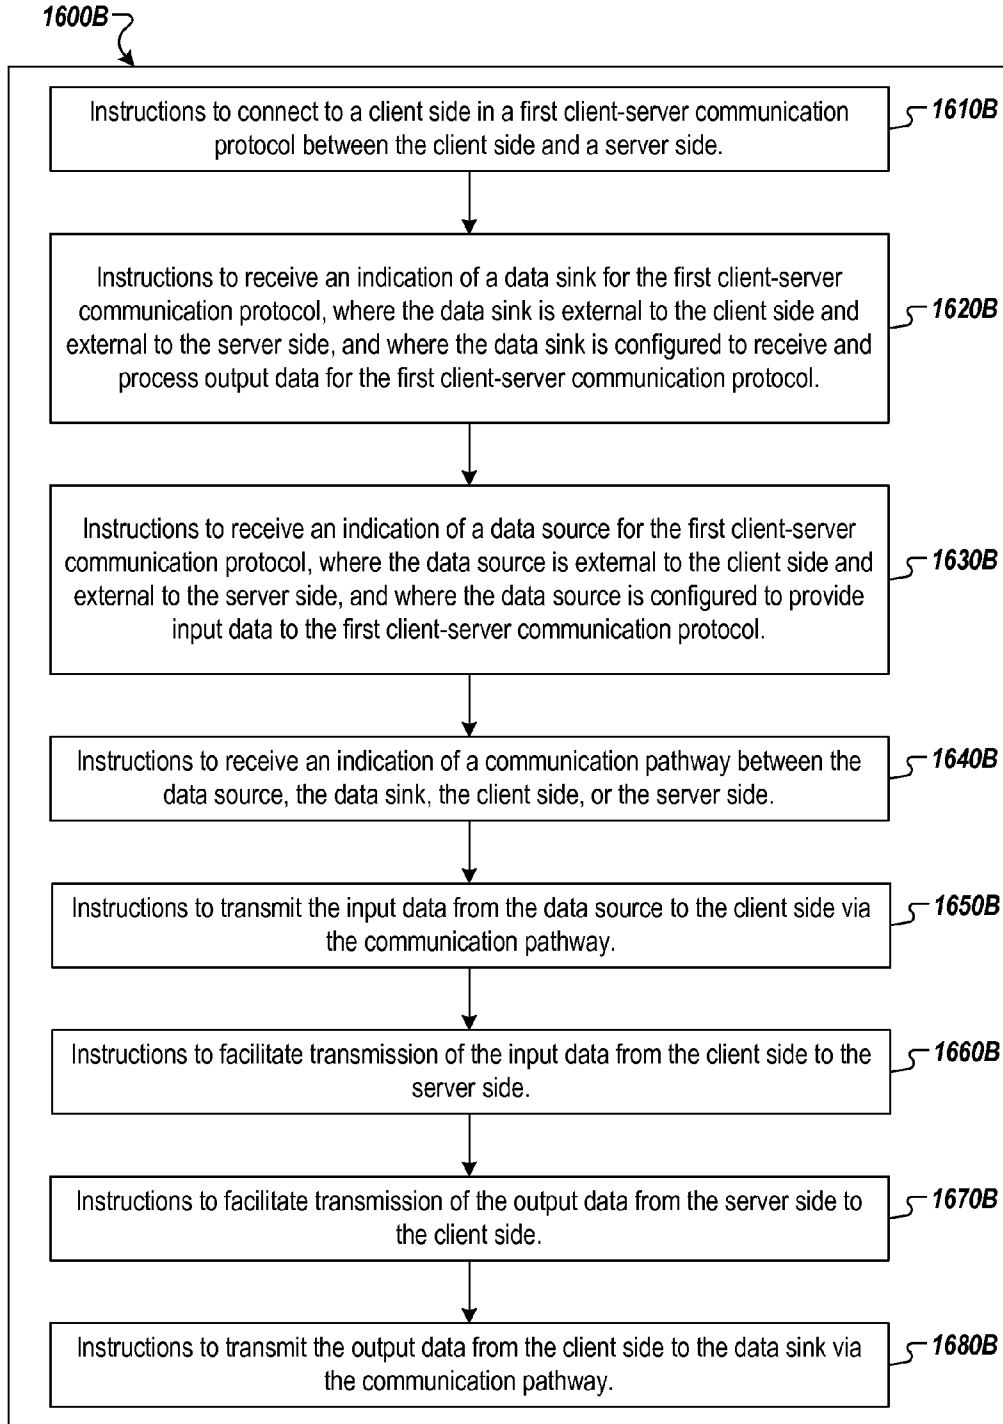 1600B
Instructions to connect to a client side in a first client-server communication
protocol between the client side and a server side.
1610B
Instructions to receive an indication of a data sink for the first client-server
communication protocol, where the data sink is external to the client side and
external to the server side, and where the data sink is configured to receive and
process output data for the first client-server communication protocol.
1620B
Instructions to receive an indication of a data source for the first client-server
communication protocol, where the data source is external to the client side and
external to the server side, and where the data source is configured to provide
input data to the first client-server communication protocol.
1630B
Instructions to receive an indication of a communication pathway between the
data source, the data sink, the client side, or the server side.
1640B
Instructions to transmit the input data from the data source to the client side via
the communication pathway.
1650B
Instructions to facilitate transmission of the input data from the client side to the
server side.
1660B
Instructions to facilitate transmission of the output data from the server side to
the client side.
1670B
Instructions to transmit the output data from the client side to the data sink via
the communication pathway.
1680B